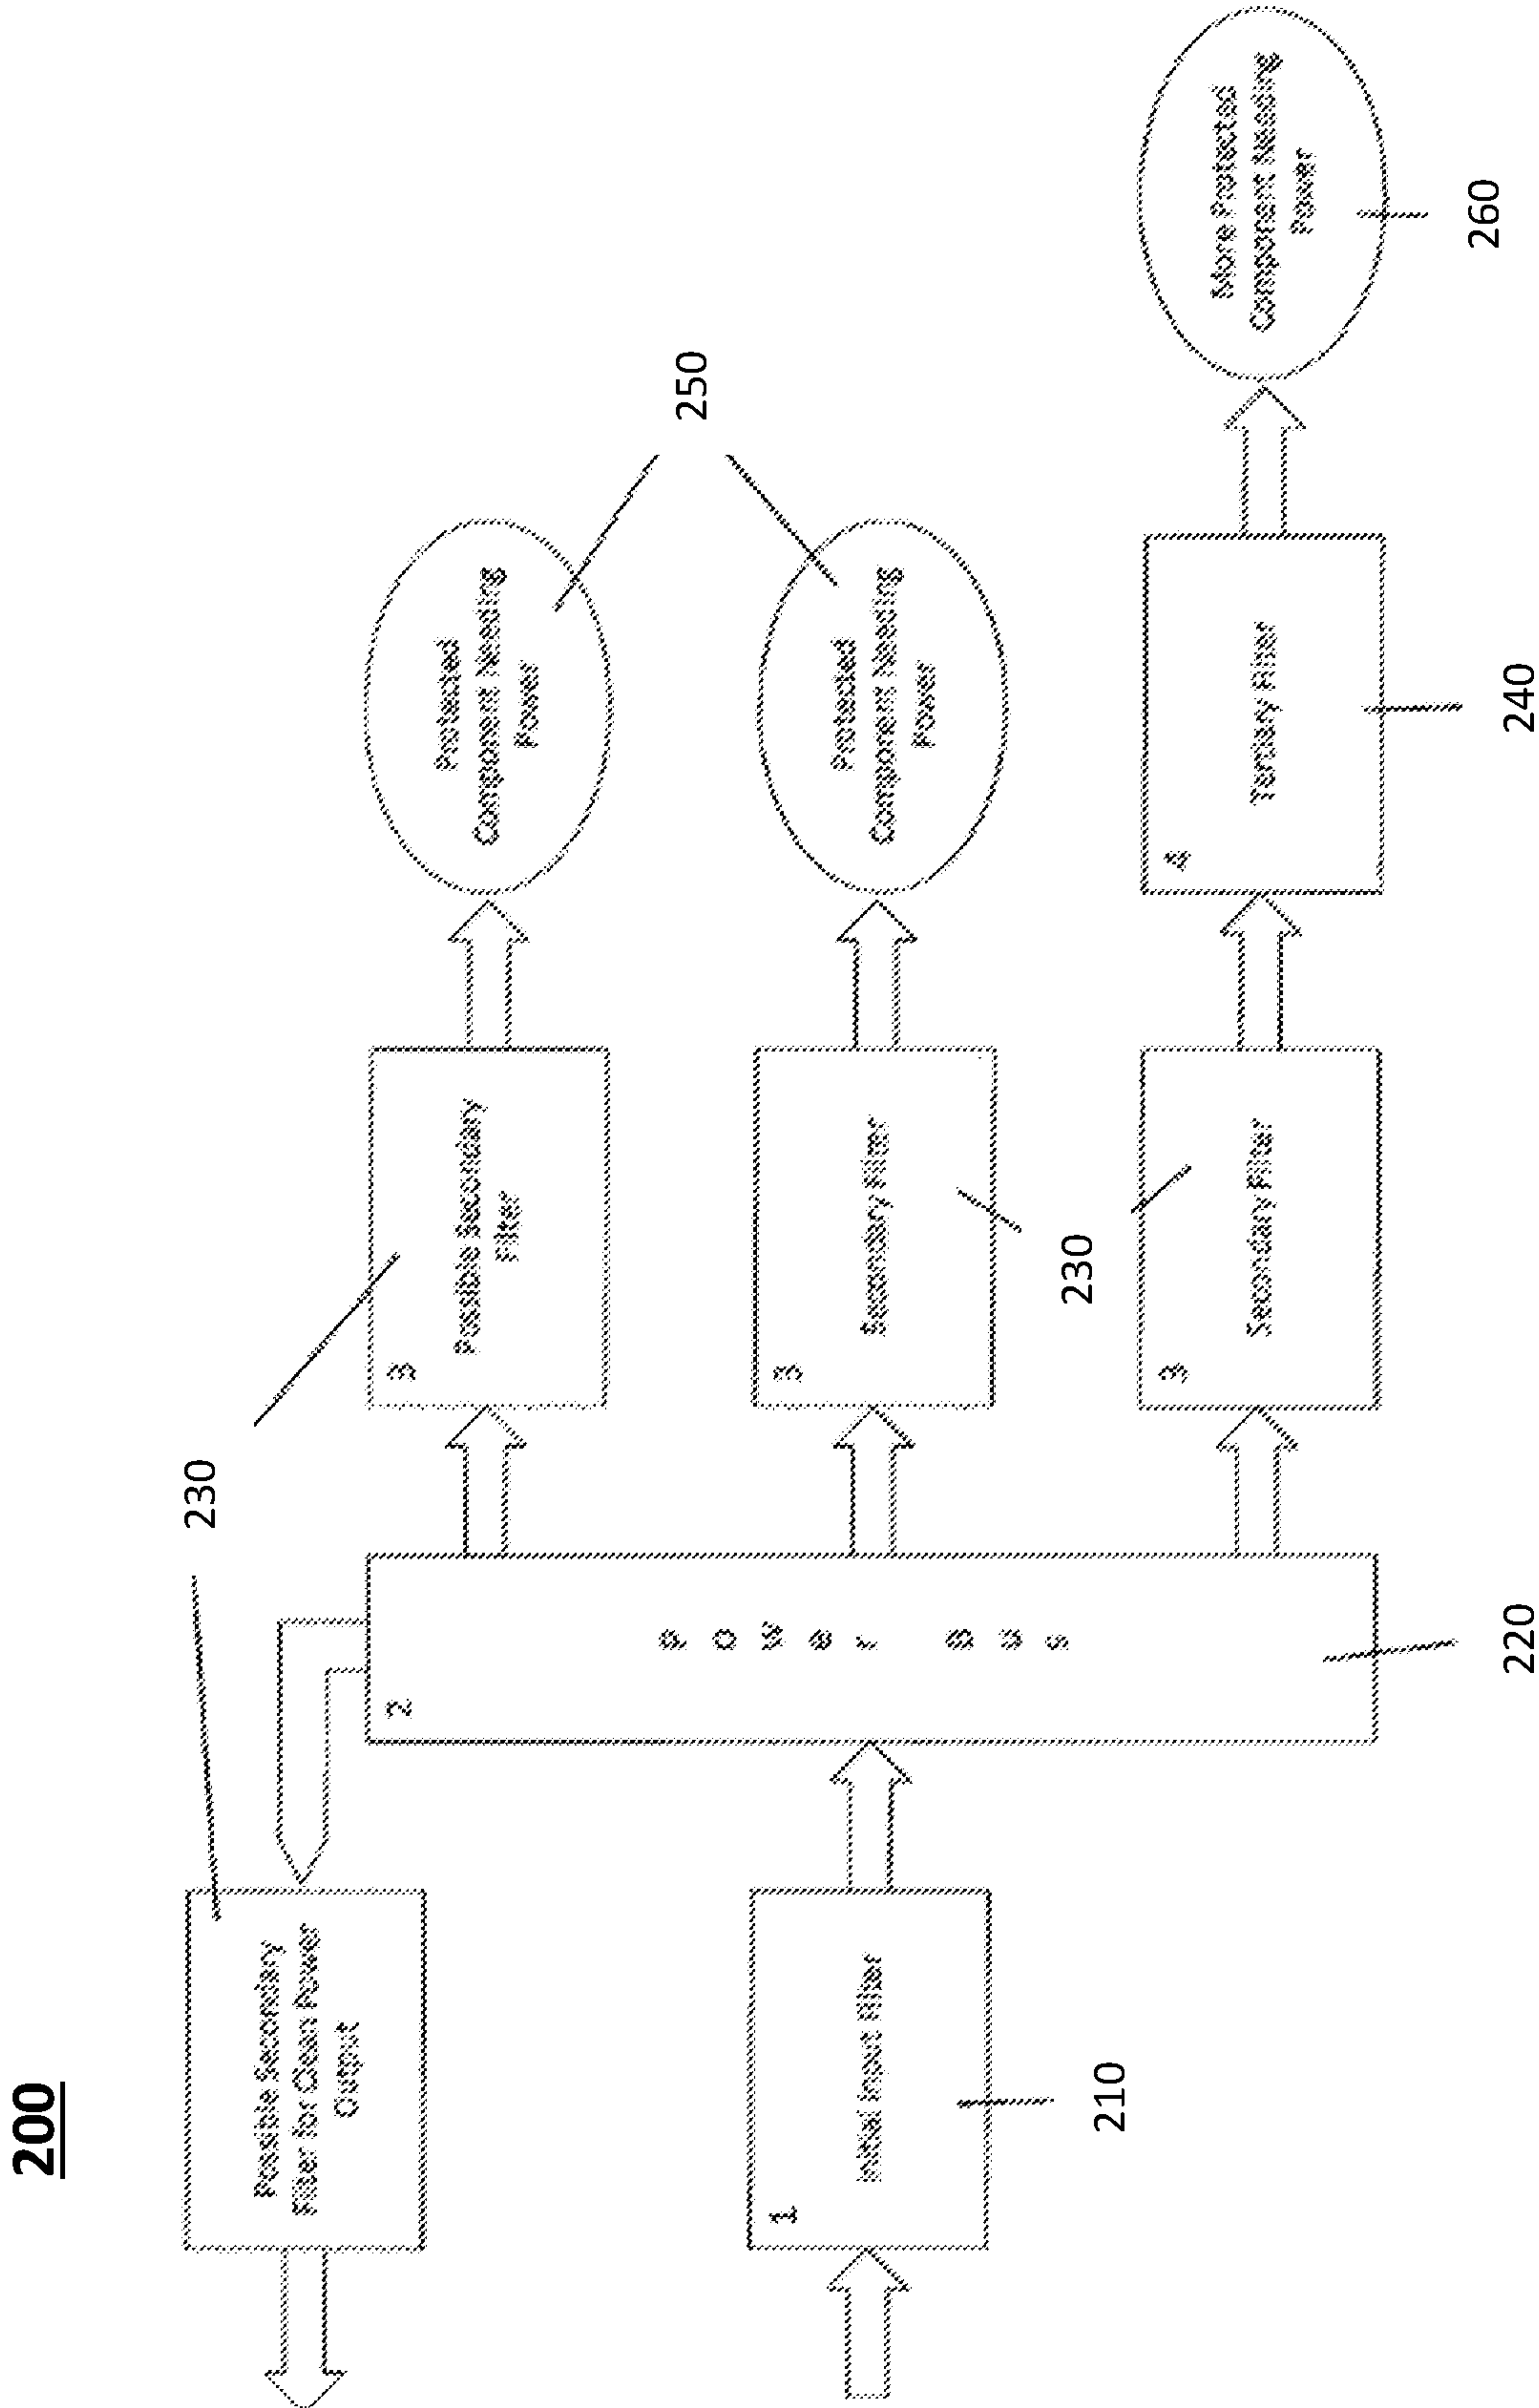 200
230
Possible Secondary
Filter for Clean Power
Output
3
Possible Secondary
Filter
Protected
Component Needing
Power
250
2
Power Bus
1
Initial Input Filter
210
3
Secondary Filter
230
Protected
Component Needing
Power
3
Secondary Filter
4
Tertiary Filter
More Protected
Component Needing
Power
220
240
260